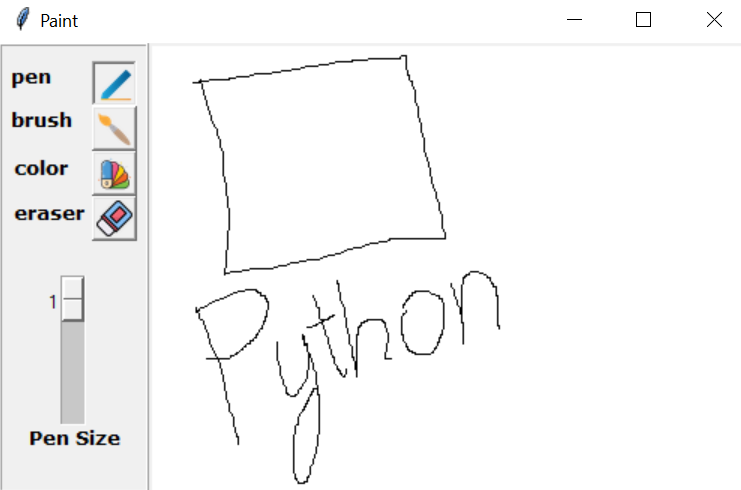 Paint
pen
brush
color
eraser
1
Pen Size
Python